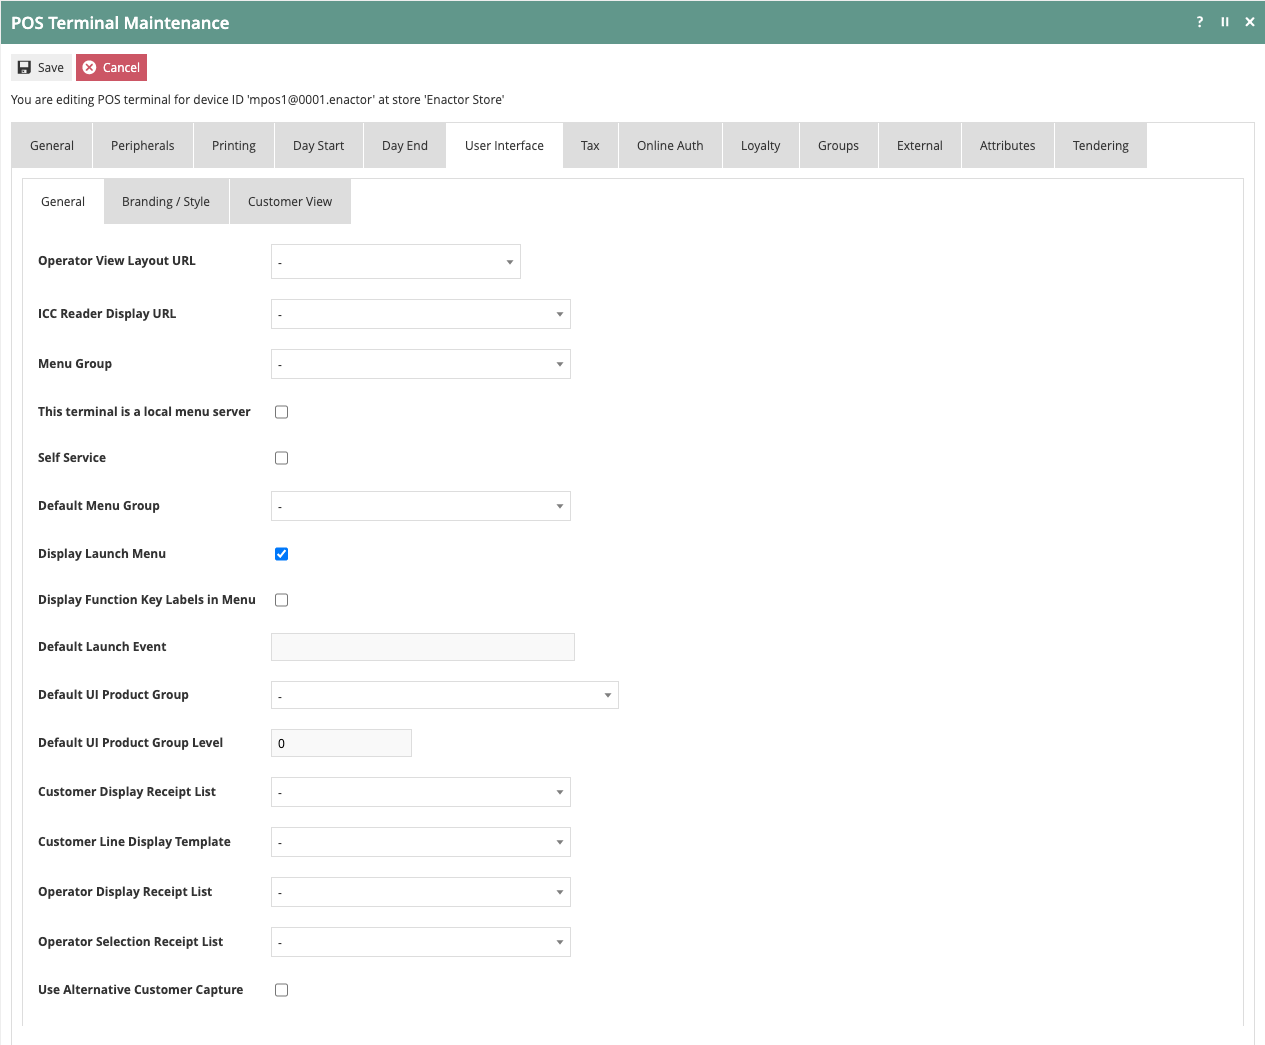 POS Terminal Maintenance
?
Save Cancel
You are editing POS terminal for device ID 'mpos1@0001.enactor' at store 'Enactor Store'
General Peripherals Printing Day Start Day End User Interface Tax Online Auth Loyalty Groups External Attributes Tendering
General Branding / Style Customer View
Operator View Layout URL -
ICC Reader Display URL -
Menu Group -
This terminal is a local menu server
Self Service
Default Menu Group -
Display Launch Menu
Display Function Key Labels in Menu
Default Launch Event
Default UI Product Group -
Default UI Product Group Level 0
Customer Display Receipt List -
Customer Line Display Template -
Operator Display Receipt List -
Operator Selection Receipt List -
Use Alternative Customer Capture